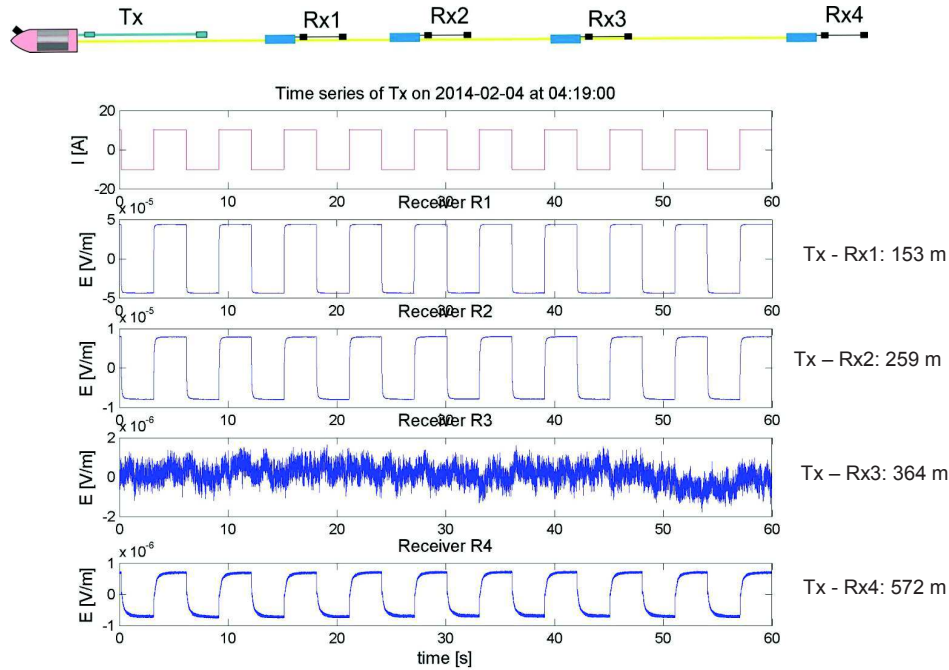 Tx Rx1 Rx2 Rx3 Rx4
Time series of Tx on 2014-02-04 at 04:19:00
I [A]
20
0
-20
0 10 20 30 40 50 60
x 10-5
Receiver R1
E [V/m]
5
0
-5
0 10 20 30 40 50 60
Tx - Rx1: 153 m
x 10-5
Receiver R2
E [V/m]
1
0
-1
0 10 20 30 40 50 60
Tx – Rx2: 259 m
x 10-6
Receiver R3
E [V/m]
2
0
-2
0 10 20 30 40 50 60
Tx – Rx3: 364 m
x 10-6
Receiver R4
E [V/m]
1
0
-1
0 10 20 30 40 50 60
Tx - Rx4: 572 m
time [s]